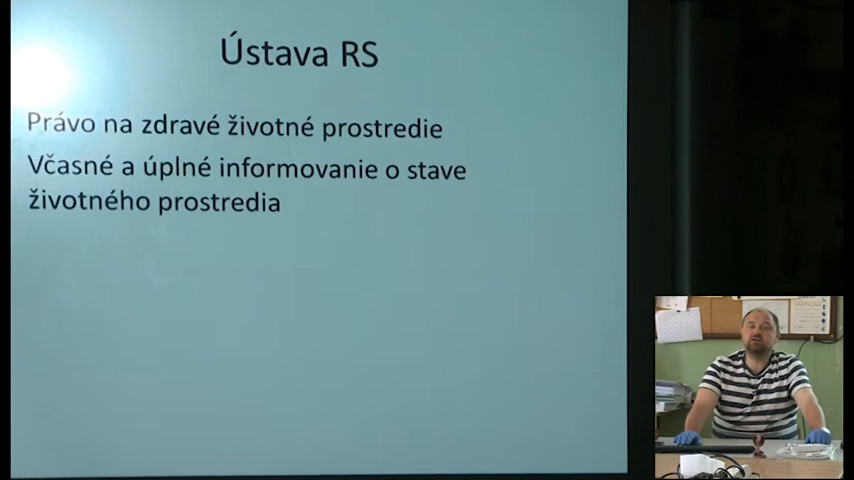 Ústava RS
Právo na zdravé životné prostredie
Včasné a úplné informovanie o stave
životného prostredia